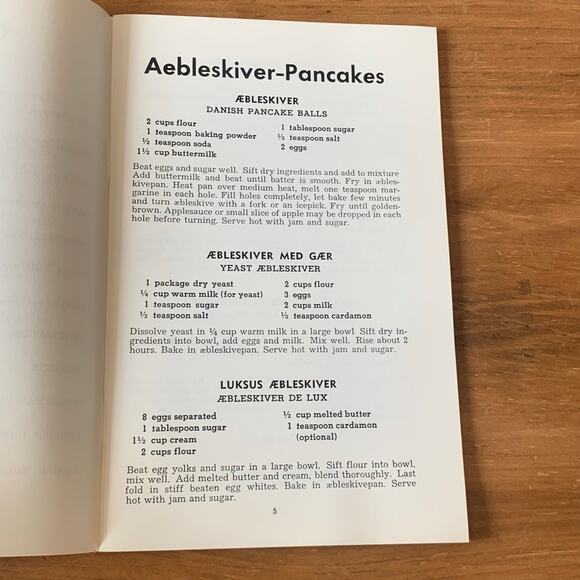 Aebleskiver-Pancakes
ÆBLESKIVER
DANISH PANCAKE BALLS
2 cups flour
1 teaspoon baking powder
½ teaspoon soda
1½ cup buttermilk
1 tablespoon sugar
½ teaspoon salt
2 eggs
Beat eggs and sugar well. Sift dry ingredients and add to mixture
Add buttermilk and beat until batter is smooth. Fry in æbles-
kivepan. Heat pan over medium heat, melt one teaspoon mar-
garine in each hole. Fill holes completely, let bake few minutes
and turn æbleskive with a fork or an icepick. Fry until golden-
brown. Applesauce or small slice of apple may be dropped in each
hole before turning. Serve hot with jam and sugar.
ÆBLESKIVER MED GÆR
YEAST ÆBLESKIVER
1 package dry yeast
¼ cup warm milk (for yeast)
1 teaspoon sugar
½ teaspoon salt
2 cups flour
3 eggs
2 cups milk
½ teaspoon cardamon
Dissolve yeast in ¼ cup warm milk in a large bowl Sift dry in-
gredients into bowl, add eggs and milk. Mix well. Rise about 2
hours. Bake in æbleskivepan. Serve hot with jam and sugar.
LUKSUS ÆBLESKIVER
ÆBLESKIVER DE LUX
8 eggs separated
1 tablespoon sugar
1½ cup cream
2 cups flour
½ cup melted butter
1 teaspoon cardamon
(optional)
Beat egg yolks and sugar in a large bowl. Sift flour into bowl,
mix well. Add melted butter and cream, blend thoroughly. Last
fold in stiff beaten egg whites. Bake in æbleskivepan. Serve
hot with jam and sugar.
5